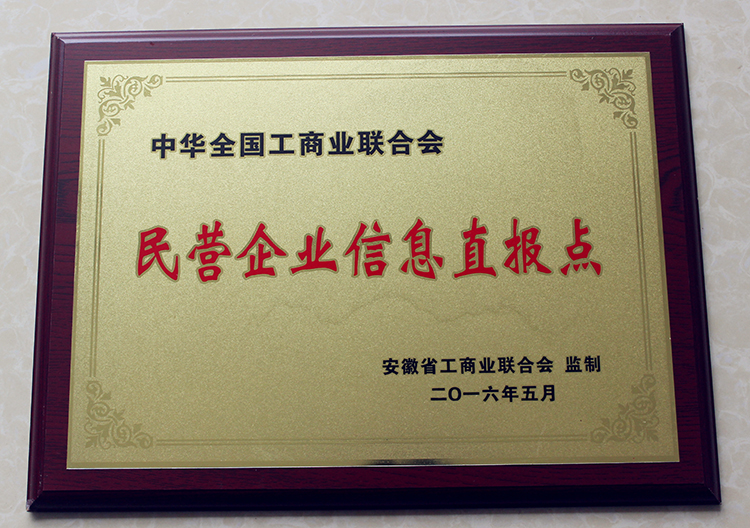 中华全国工商业联合会
民营企业信息直报点
安徽省工商业联合会 监制
二〇一六年五月